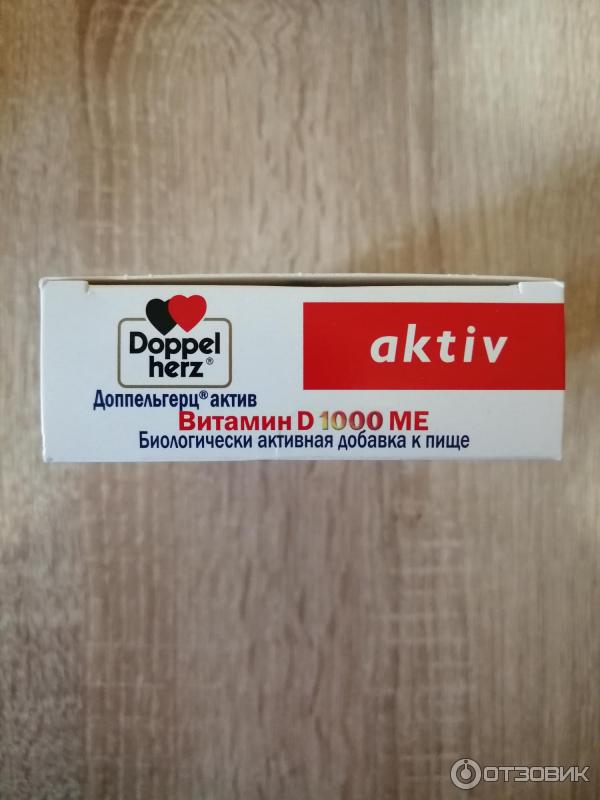 Doppel
herz®
aktiv
Доппельгерц® актив
Витамин D 1000 МЕ
Биологически активная добавка к пище
ОТЗОВИК